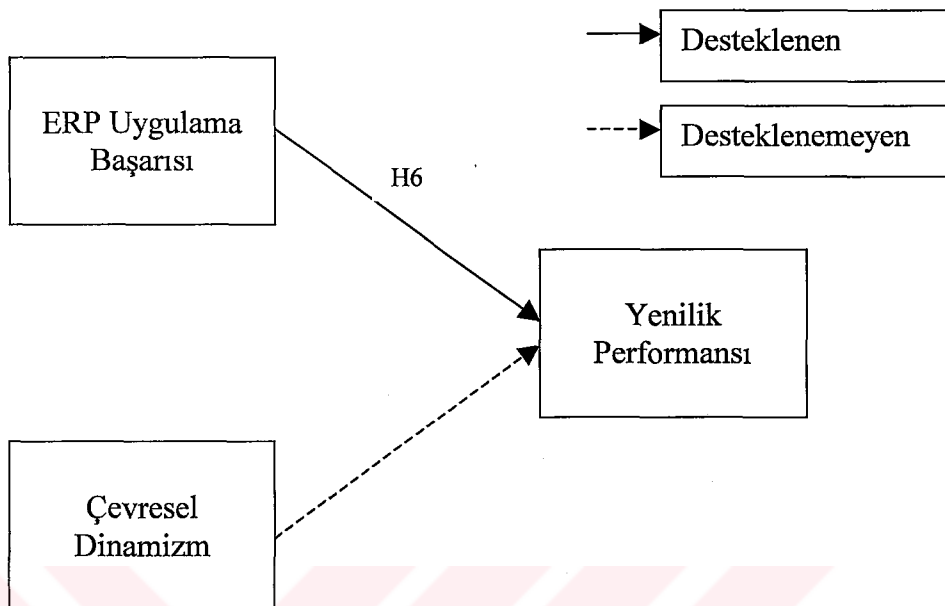 Desteklenen
ERP Uygulama
Başarısı
Desteklenemeyen
H6
Yenilik
Performansı
Çevresel
Dinamizm